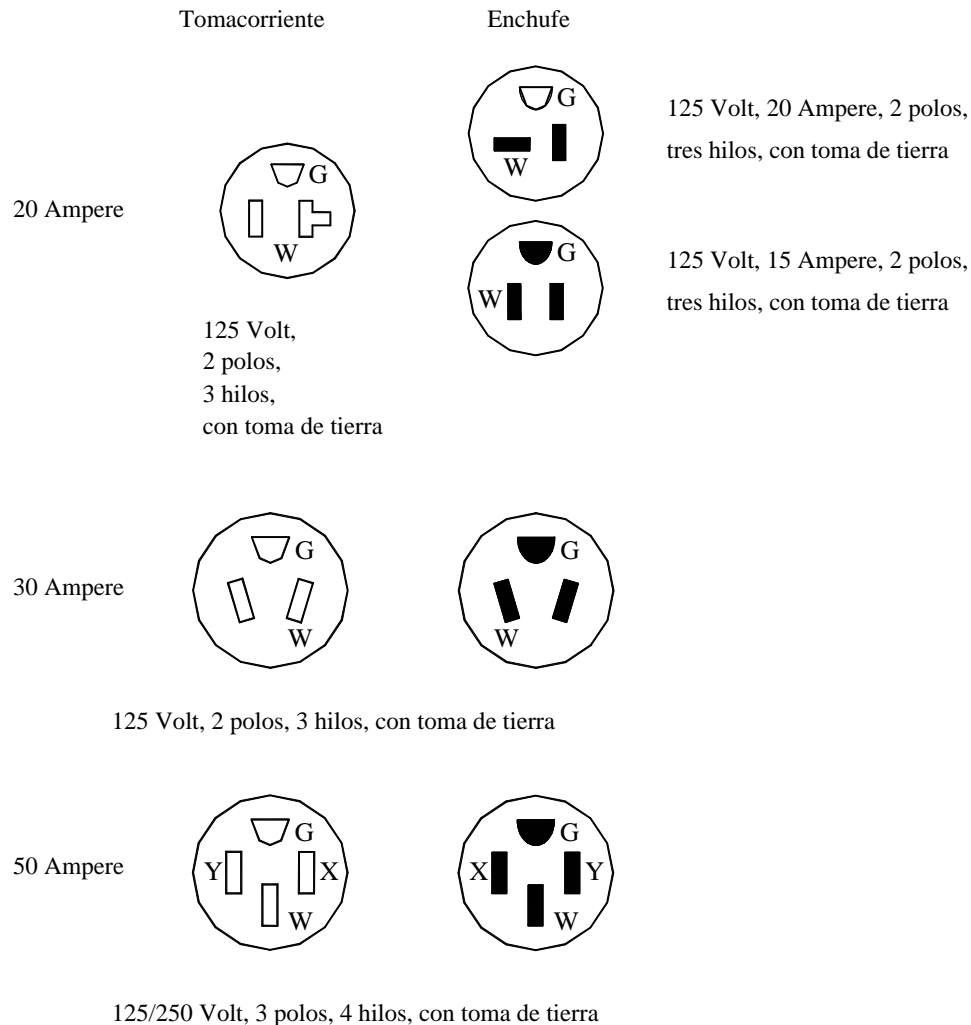 Tomacorriente Enchufe
G
125 Volt, 20 Ampere, 2 polos,
tres hilos, con toma de tierra
W
20 Ampere
G
W
G
125 Volt, 15 Ampere, 2 polos,
tres hilos, con toma de tierra
W
125 Volt,
2 polos,
3 hilos,
con toma de tierra
30 Ampere
G
W
G
W
125 Volt, 2 polos, 3 hilos, con toma de tierra
50 Ampere
G
Y X
W
G
X Y
W
125/250 Volt, 3 polos, 4 hilos, con toma de tierra